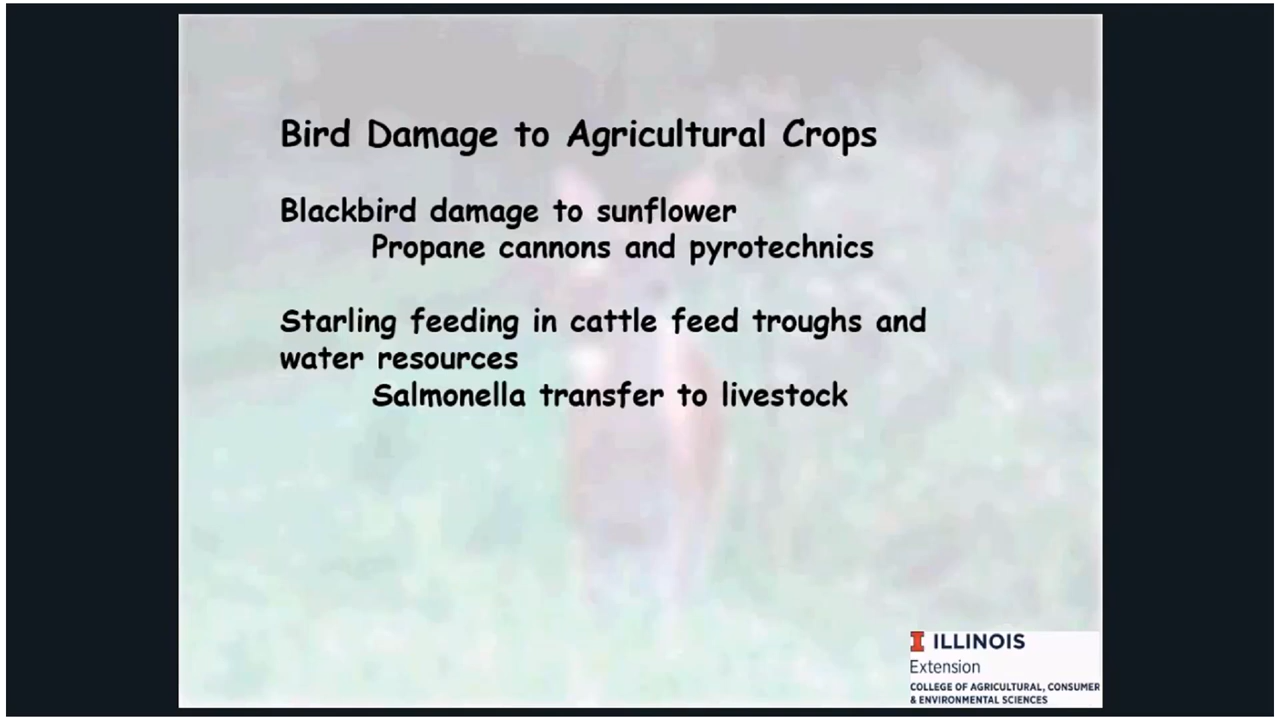 Bird Damage to Agricultural Crops
Blackbird damage to sunflower
Propane cannons and pyrotechnics
Starling feeding in cattle feed troughs and
water resources
Salmonella transfer to livestock
I ILLINOIS
Extension
COLLEGE OF AGRICULTURAL, CONSUMER
& ENVIRONMENTAL SCIENCES